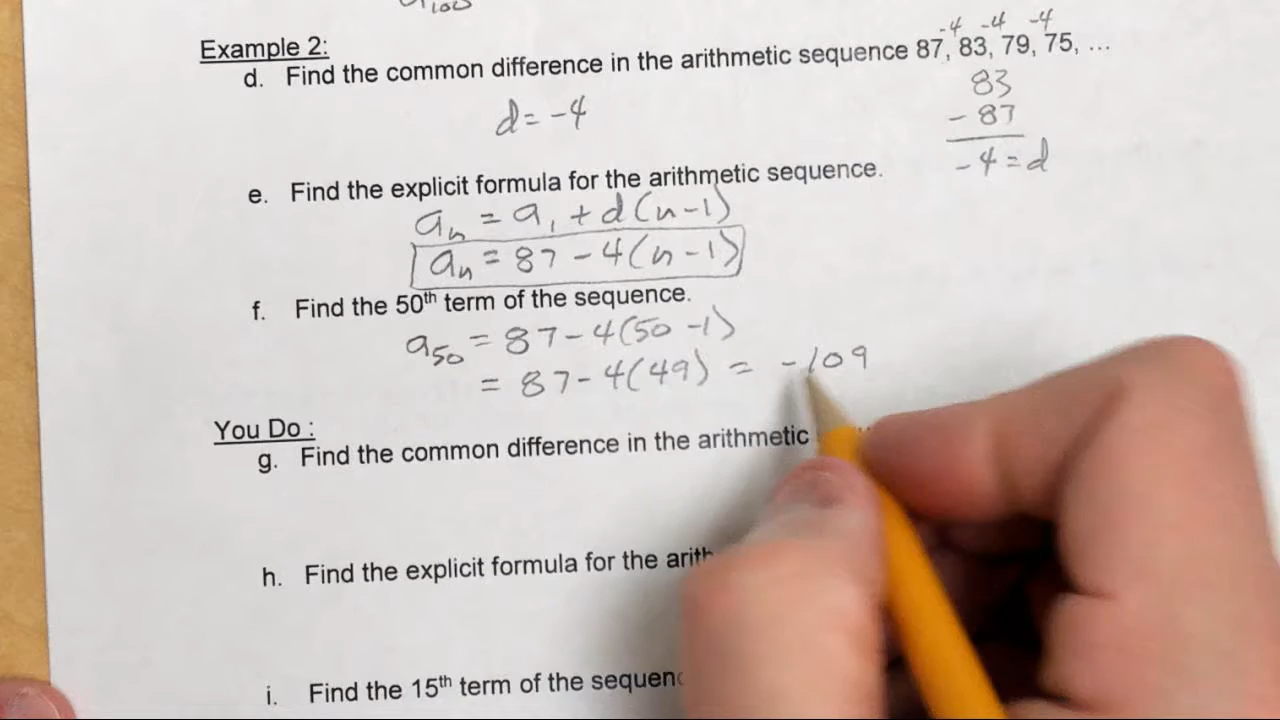 100
Example 2:
-4 -4 -4
d. Find the common difference in the arithmetic sequence 87, 83, 79, 75, ...
83
d = -4
- 87
-4 = d
e. Find the explicit formula for the arithmetic sequence.
aₙ = a₁ + d(n-1)
aₙ = 87 - 4(n-1)
f. Find the 50th term of the sequence.
a₅₀ = 87 - 4(50-1)
= 87 - 4(49) = -109
You Do :
g. Find the common difference in the arithmetic
h. Find the explicit formula for the
i. Find the 15th term of the